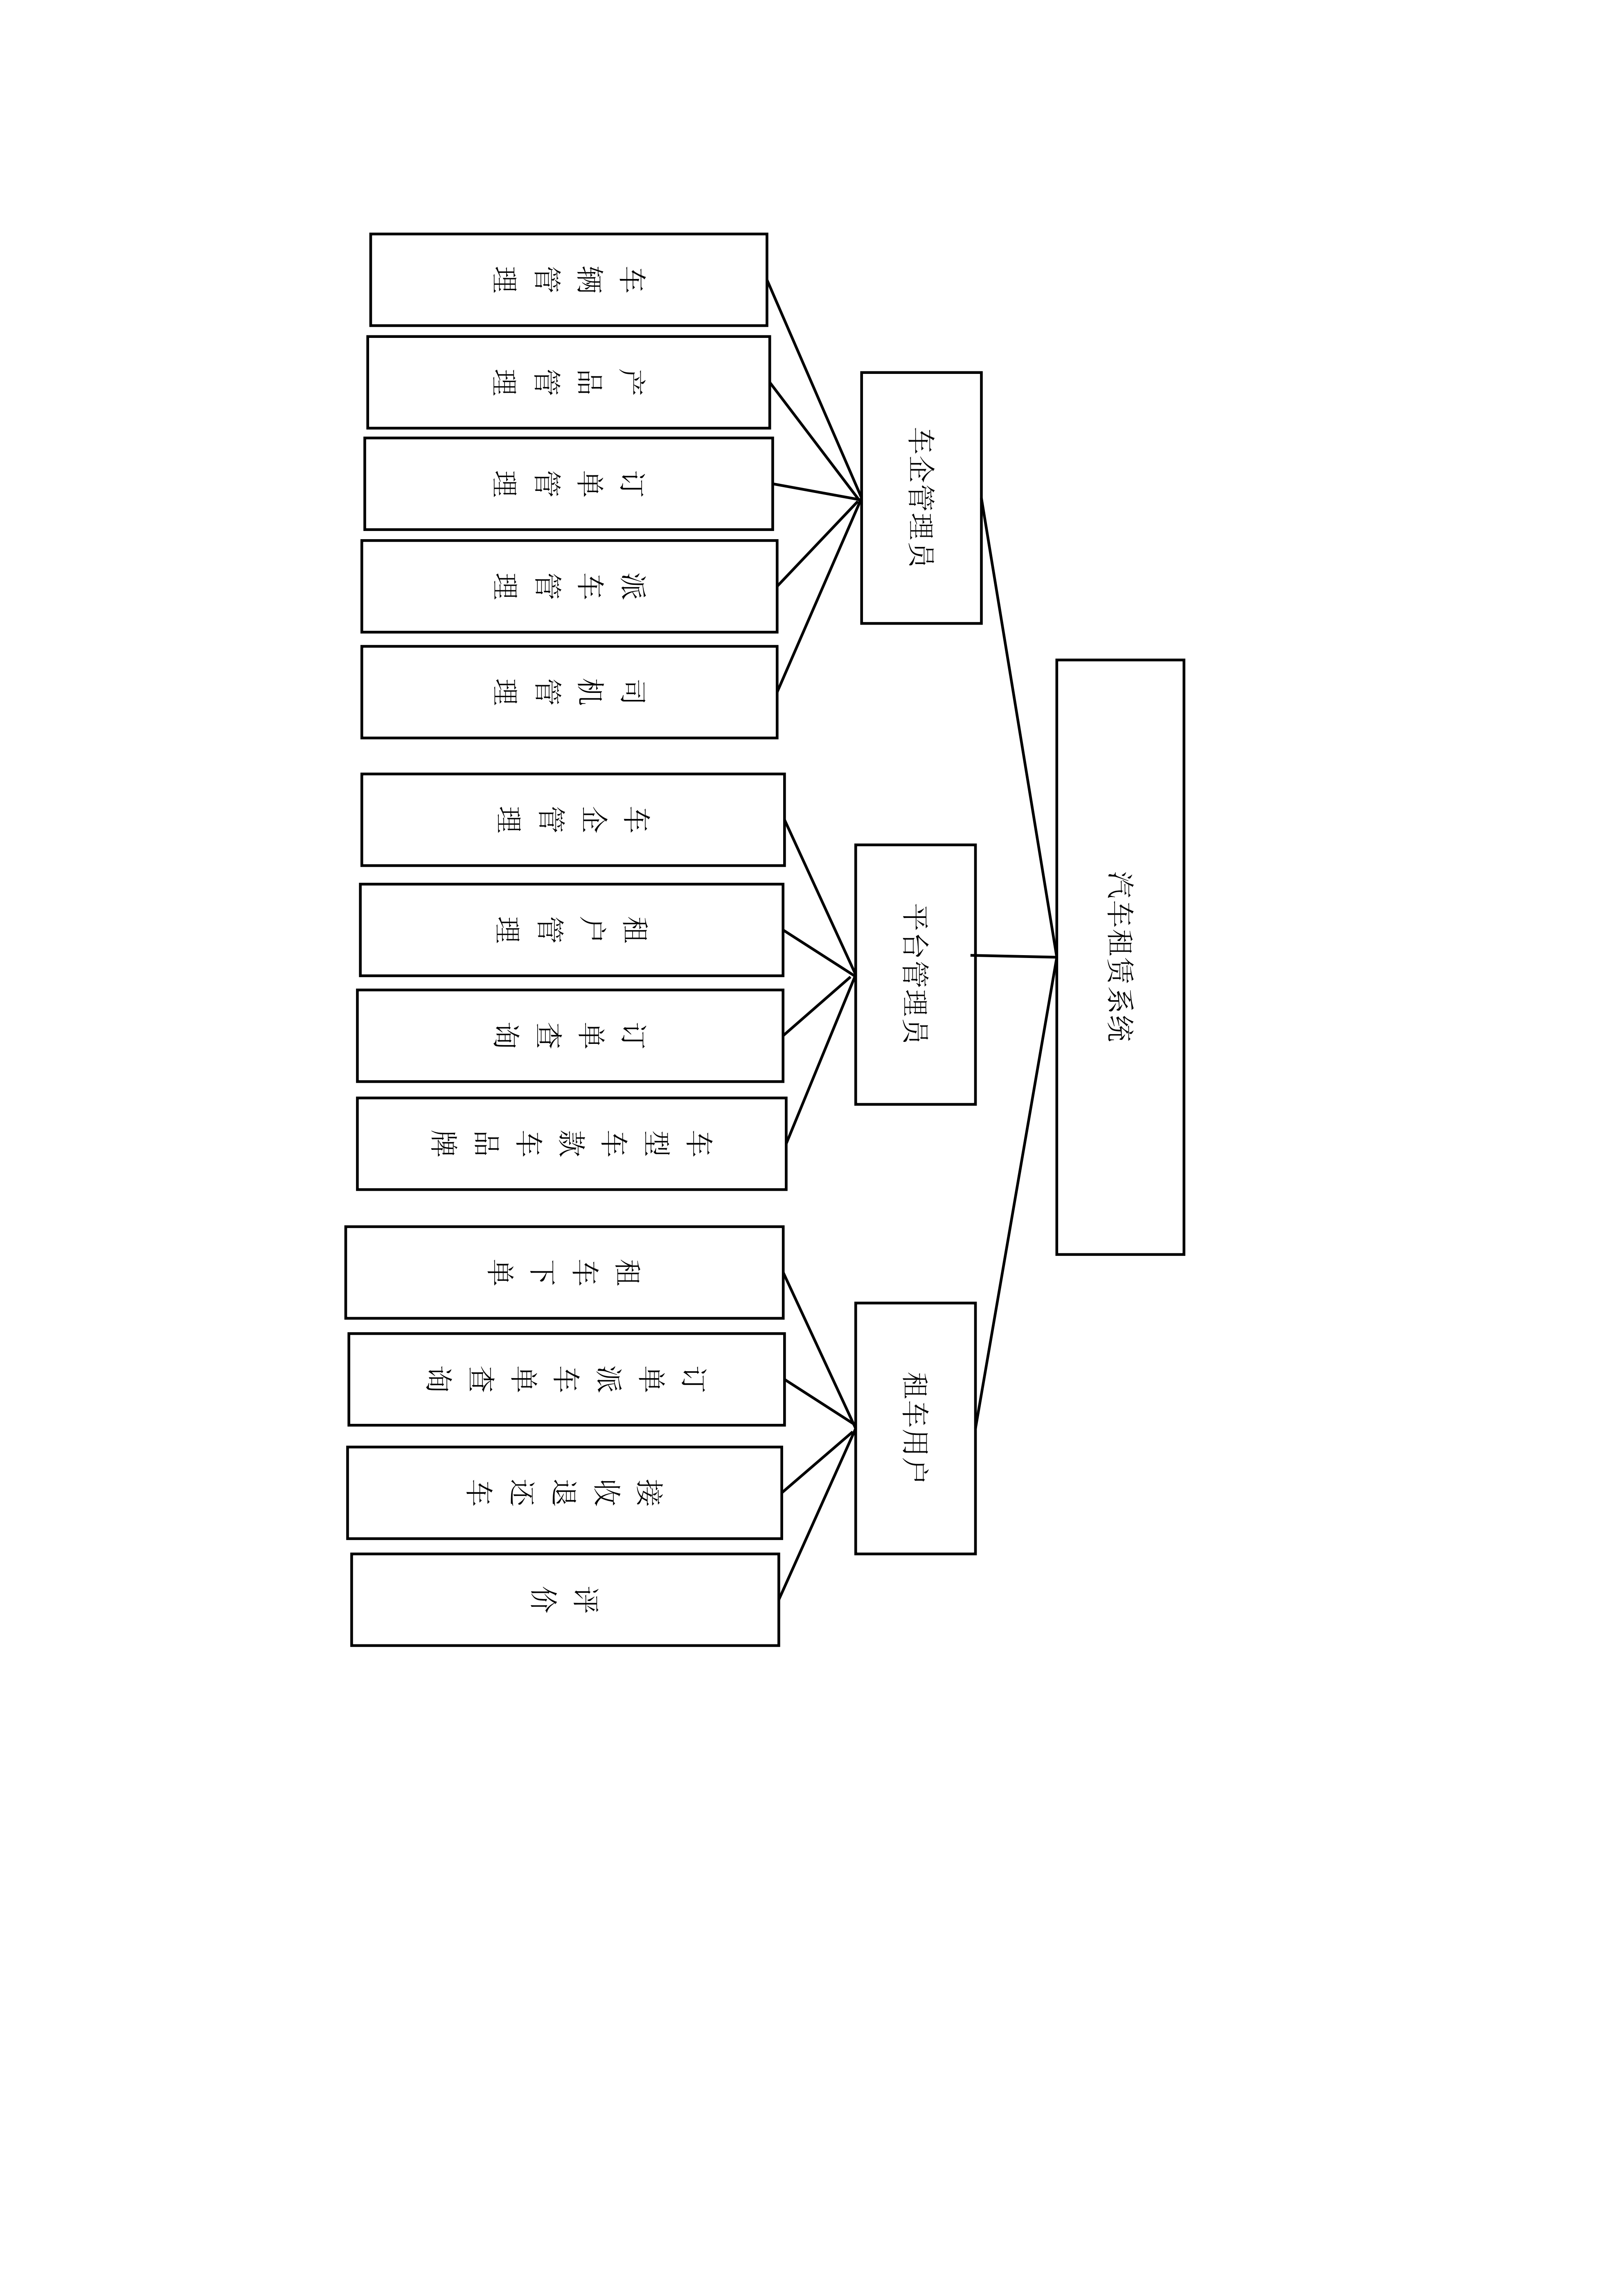 汽车租赁系统
车企管理员
平台管理员
租车用户
车辆管理
产品管理
订单管理
派车管理
司机管理
车企管理
租户管理
订单查询
车型车款车品牌
租车下单
订单派车单查询
接收退还车
评价